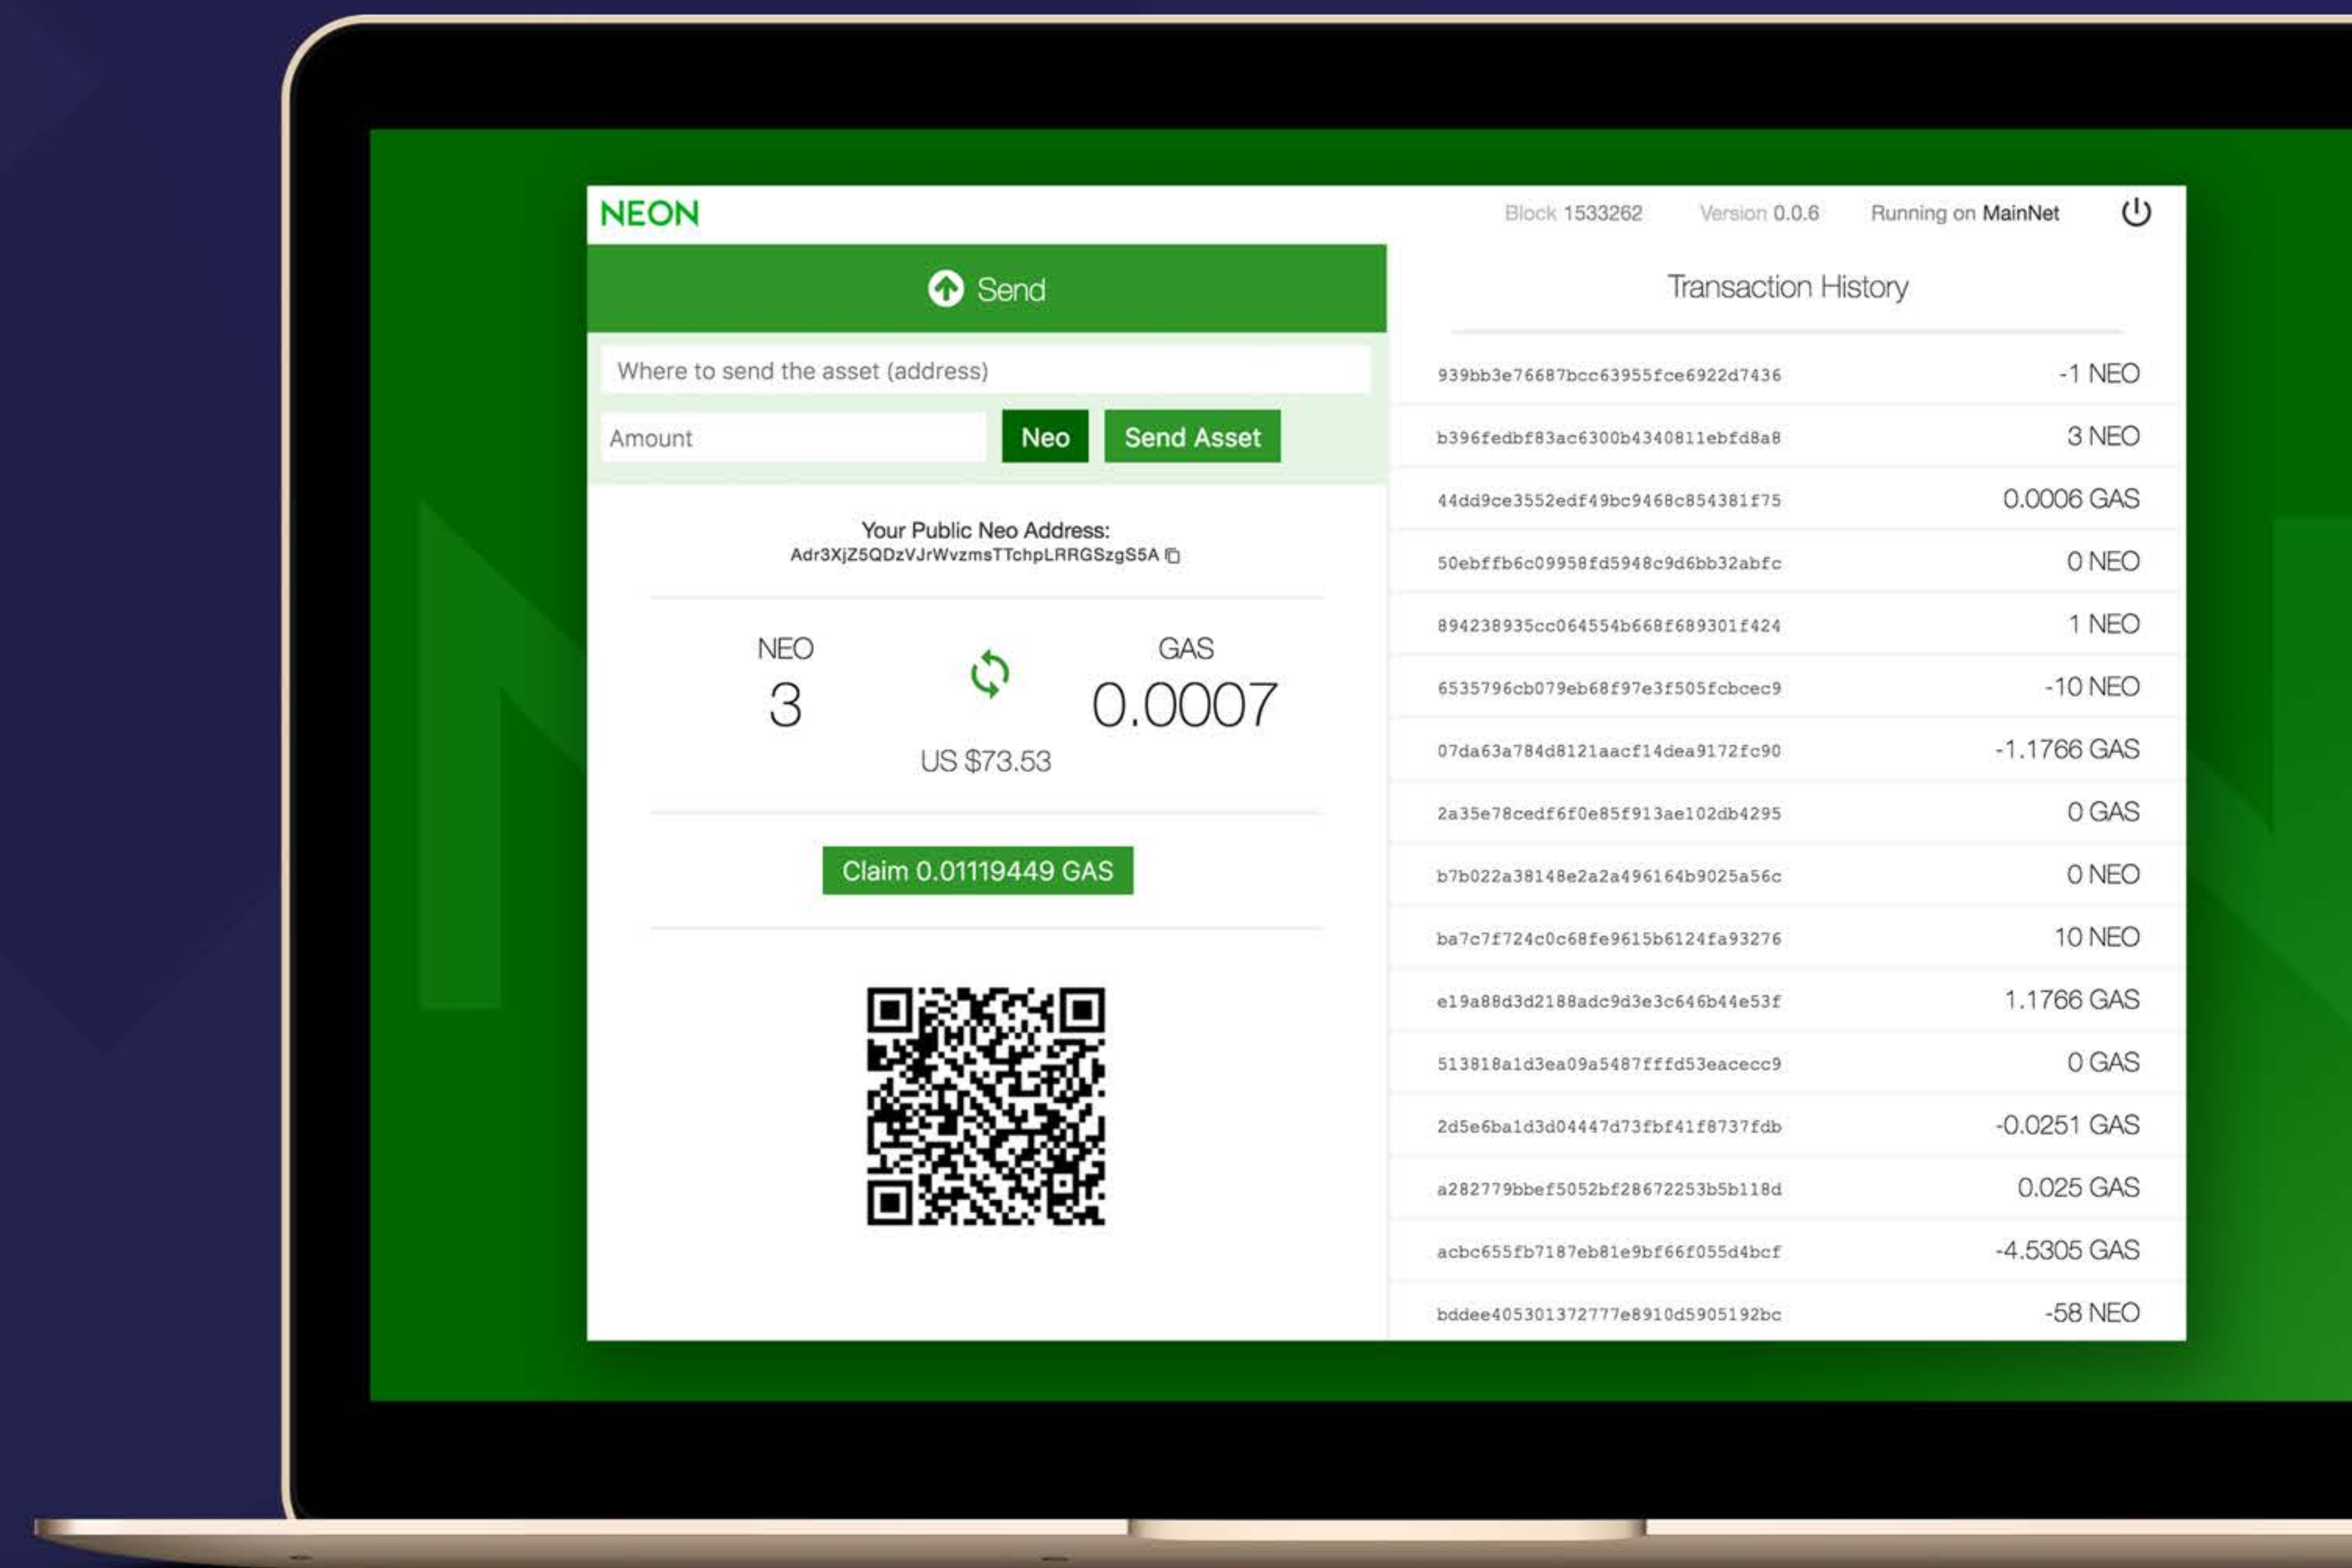 NEON
Block 1533262 Version 0.0.6 Running on MainNet
Send
Where to send the asset (address)
Amount Neo Send Asset
Your Public Neo Address:
Adr3XjZ5QDzVJrWvzmsTTchpLRRGSzgS5A
NEO GAS
3 0.0007
US $73.53
Claim 0.01119449 GAS
Transaction History
939bb3e76687bcc63955fce6922d7436 -1 NEO
b396fedbf83ac6300b4340811ebfd8a8 3 NEO
44dd9ce3552edf49bc9468c854381f75 0.0006 GAS
50ebffb6c09958fd5948c9d6bb32abfc 0 NEO
894238935cc064554b668f689301f424 1 NEO
6535796cb079eb68f97e3f505fcbcec9 -10 NEO
07da63a784d8121aacf14dea9172fc90 -1.1766 GAS
2a35e78cedf6f0e85f913ae102db4295 0 GAS
b7b022a38148e2a2a496164b9025a56c 0 NEO
ba7c7f724c0c68fe9615b6124fa93276 10 NEO
e19a88d3d2188adc9d3e3c646b44e53f 1.1766 GAS
513818a1d3ea09a5487fffd53eacecc9 0 GAS
2d5e6ba1d3d04447d73fbf41f8737fdb -0.0251 GAS
a282779bbef5052bf28672253b5b118d 0.025 GAS
acbc655fb7187eb81e9bf66f055d4bcf -4.5305 GAS
bddee405301372777e8910d5905192bc -58 NEO